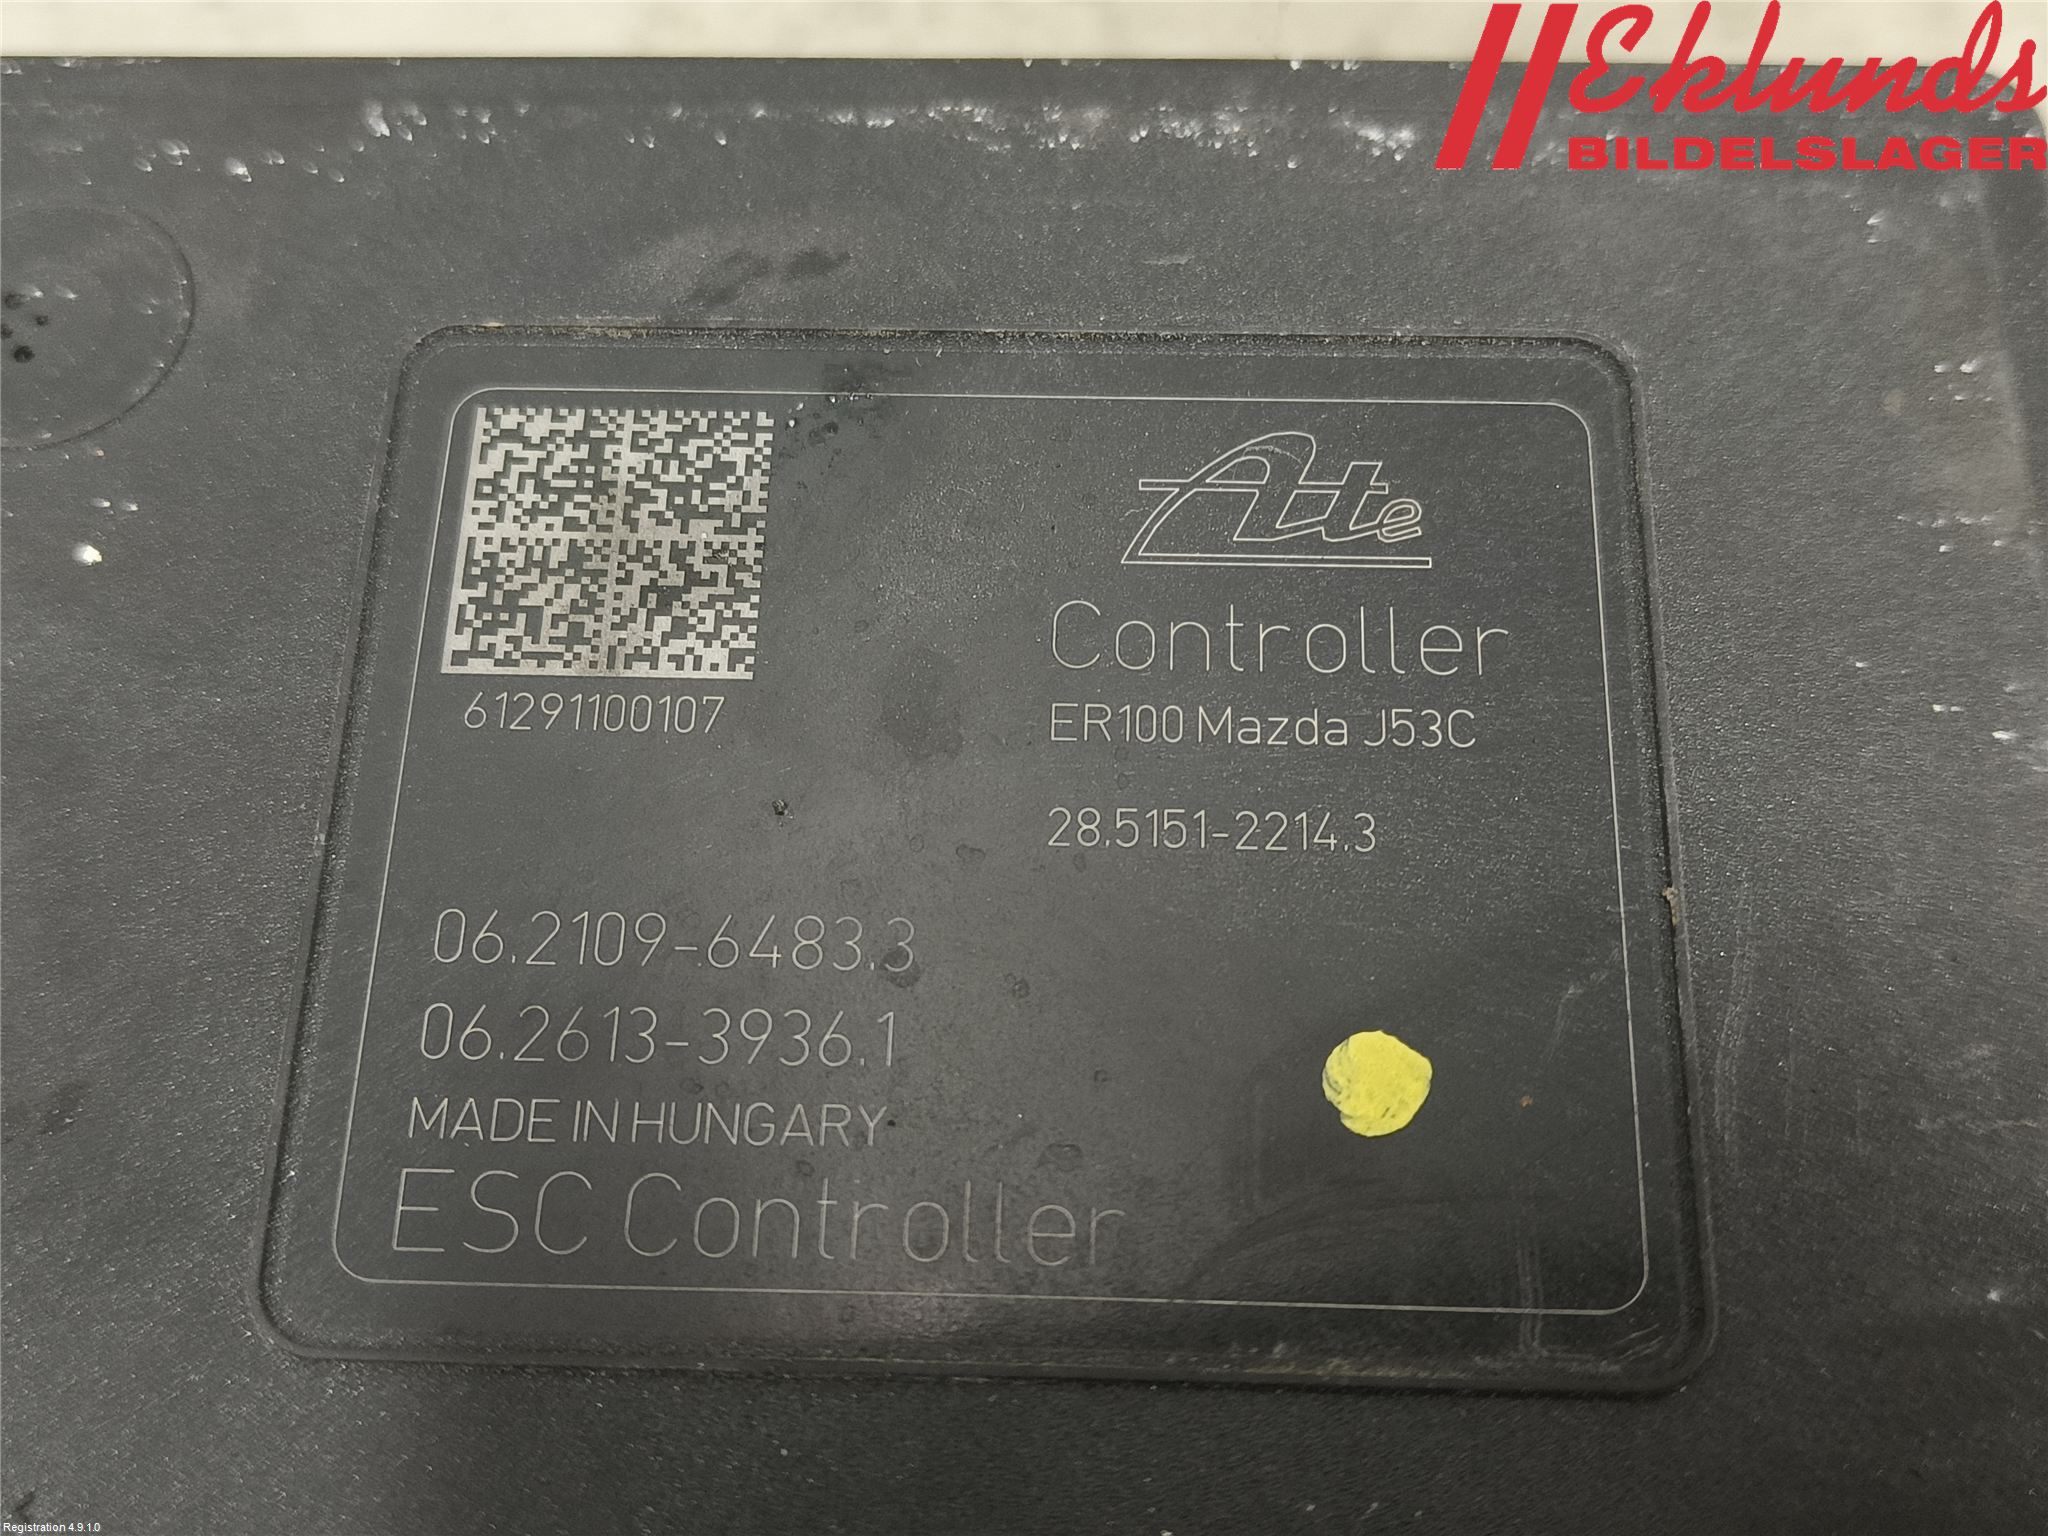 Eklunds
BILDELSLAGER
Ate
61291100107
Controller
ER100 Mazda J53C
28.5151-2214.3
06.2109-6483.3
06.2613-3936.1
MADE IN HUNGARY
ESC Controller
Registration 4.9.1.0